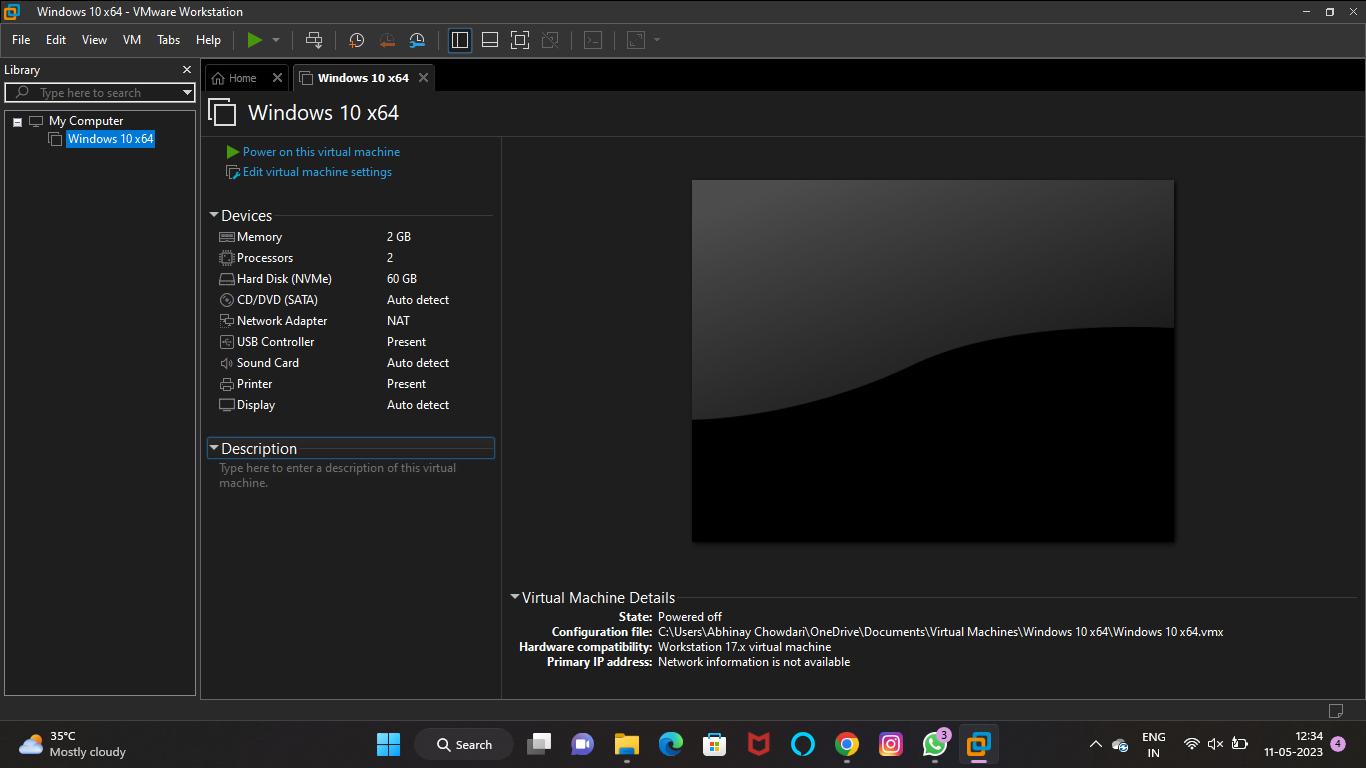 Windows 10 x64 - VMware Workstation
File Edit View VM Tabs Help
Library
Type here to search
My Computer
Windows 10 x64
Home
Windows 10 x64
Windows 10 x64
Power on this virtual machine
Edit virtual machine settings
Devices
Memory 2 GB
Processors 2
Hard Disk (NVMe) 60 GB
CD/DVD (SATA) Auto detect
Network Adapter NAT
USB Controller Present
Sound Card Auto detect
Printer Present
Display Auto detect
Description
Type here to enter a description of this virtual
machine.
Virtual Machine Details
State: Powered off
Configuration file: C:\Users\Abhinay Chowdari\OneDrive\Documents\Virtual Machines\Windows 10 x64\Windows 10 x64.vmx
Hardware compatibility: Workstation 17.x virtual machine
Primary IP address: Network information is not available
35°C
Mostly cloudy
Search
3
ENG
IN
12:34
11-05-2023
4